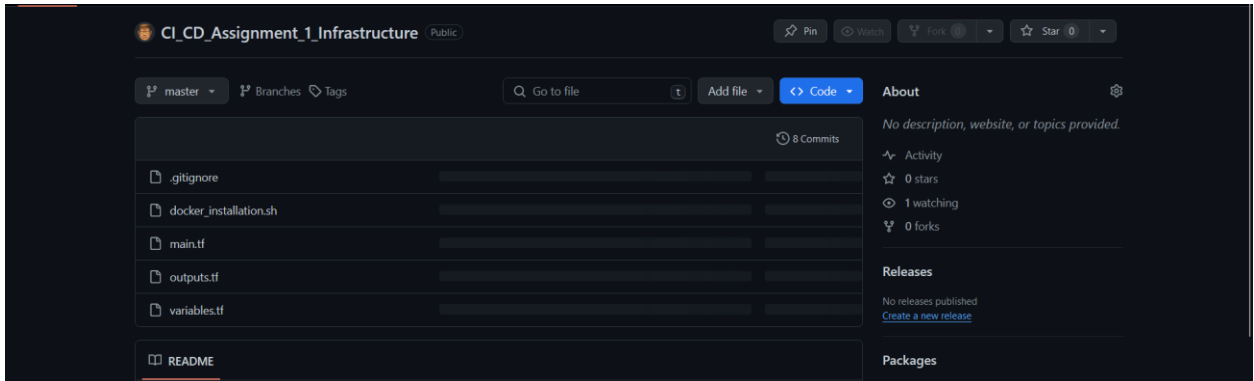 CI_CD_Assignment_1_Infrastructure Public
Pin
Watch
Fork 0
Star 0
master
Branches
Tags
Go to file
t
Add file
<> Code
8 Commits
.gitignore
docker_installation.sh
main.tf
outputs.tf
variables.tf
README
About
No description, website, or topics provided.
Activity
0 stars
1 watching
0 forks
Releases
No releases published
Create a new release
Packages